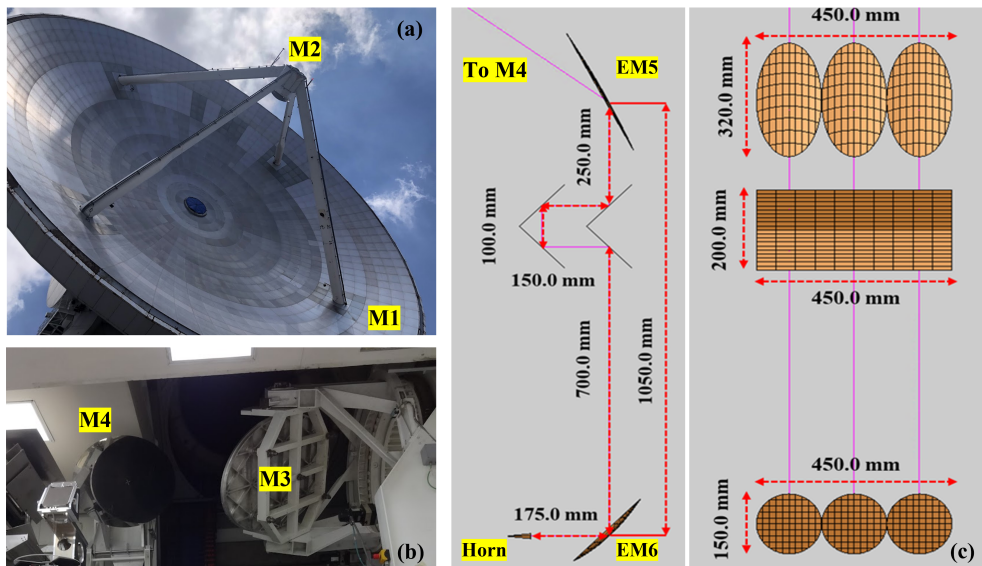 (a)
M2
M1
M4
M3
(b)
To M4
EM5
250.0 mm
100.0 mm
150.0 mm
700.0 mm
1050.0 mm
175.0 mm
Horn
EM6
450.0 mm
320.0 mm
200.0 mm
450.0 mm
450.0 mm
150.0 mm
(c)